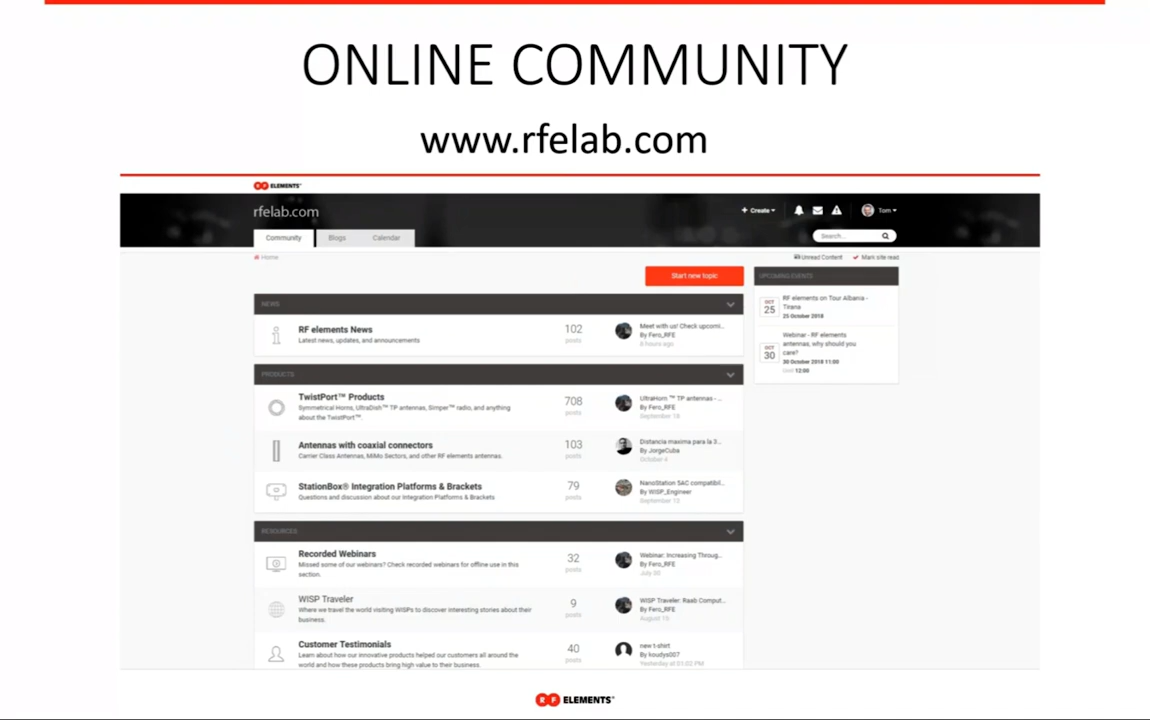 ONLINE COMMUNITY
www.rfelab.com
RF ELEMENTS™
rfelab.com
+ Create
Tom
Community
Blogs
Calendar
Search...
Home
Unread Content
Mark site read
Start new topic
NEWS
RF elements News
Latest news, updates, and announcements
102
posts
Meet with us! Check upcomi...
By Fero_RFE
8 hours ago
PRODUCTS
TwistPort™ Products
Symmetrical Horns, UltraDish™ TP antennas, Simper™ radio, and anything
about the TwistPort™.
708
posts
UltraHorn™ TP antennas - ...
By Fero_RFE
September 18
Antennas with coaxial connectors
Carrier Class Antennas, MiMo Sectors, and other RF elements antennas.
103
posts
Distancia maxima para la 3...
By JorgeCuba
October 4
StationBox® Integration Platforms & Brackets
Questions and discussion about our Integration Platforms & Brackets
79
posts
NanoStation 5AC compatibil...
By WISP_Engineer
RESOURCES
Recorded Webinars
Missed some of our webinars? Check recorded webinars for offline use in this
section.
32
posts
Webinar: Increasing Throug...
By Fero_RFE
July 30
WISP Traveler
Where we travel the world visiting WISPs to discover interesting stories about their
business.
9
posts
WISP Traveler: Raab Comput...
By Fero_RFE
Customer Testimonials
Learn about how our innovative products helped our customers all around the
world and how these products bring high value to their business.
40
posts
new t-shirt
By koudys007
Yesterday at 01:02 PM
UPCOMING EVENTS
OCT
25
RF elements on Tour Albania -
Tirana
25 October 2018
OCT
30
Webinar - RF elements
antennas, why should you
care?
30 October 2018 11:00
Until 12:00
RF ELEMENTS™